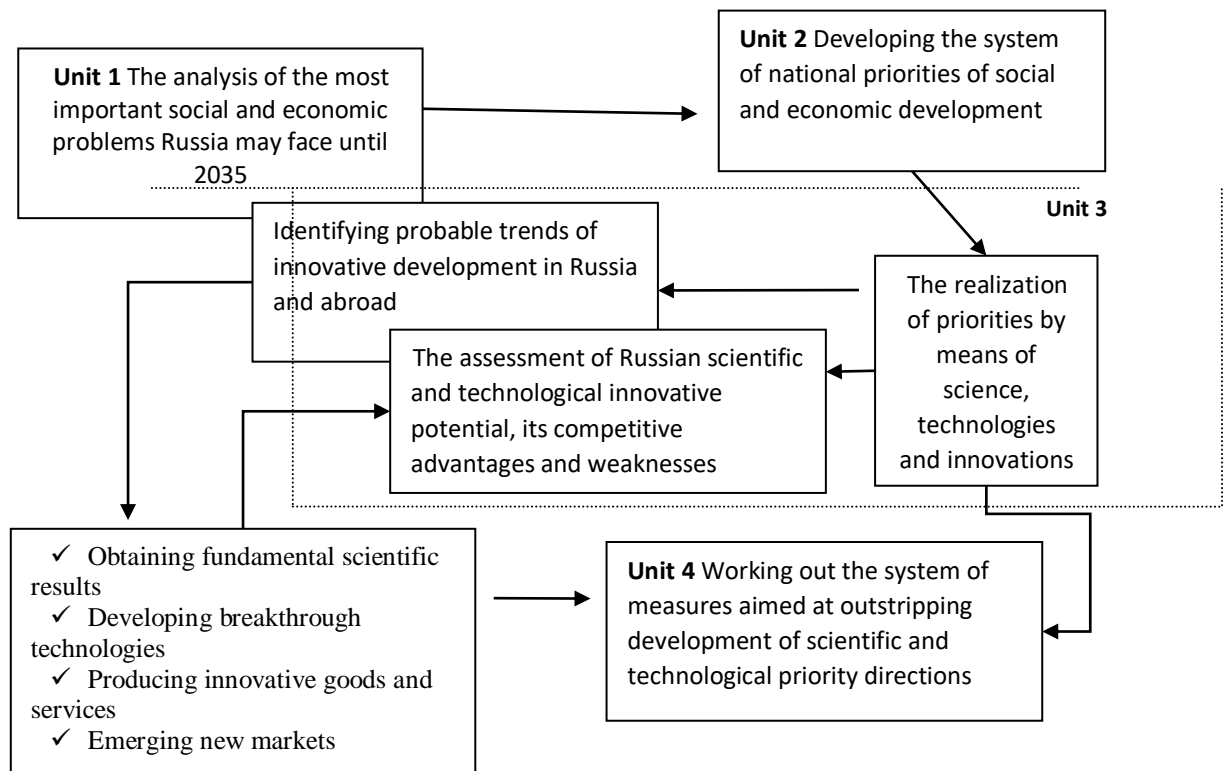 Unit 1 The analysis of the most
important social and economic
problems Russia may face until
2035
Unit 2 Developing the system
of national priorities of social
and economic development
Unit 3
Identifying probable trends of
innovative development in Russia
and abroad
The assessment of Russian scientific
and technological innovative
potential, its competitive
advantages and weaknesses
The realization
of priorities by
means of
science,
technologies
and innovations
✓ Obtaining fundamental scientific
results
✓ Developing breakthrough
technologies
✓ Producing innovative goods and
services
✓ Emerging new markets
Unit 4 Working out the system of
measures aimed at outstripping
development of scientific and
technological priority directions